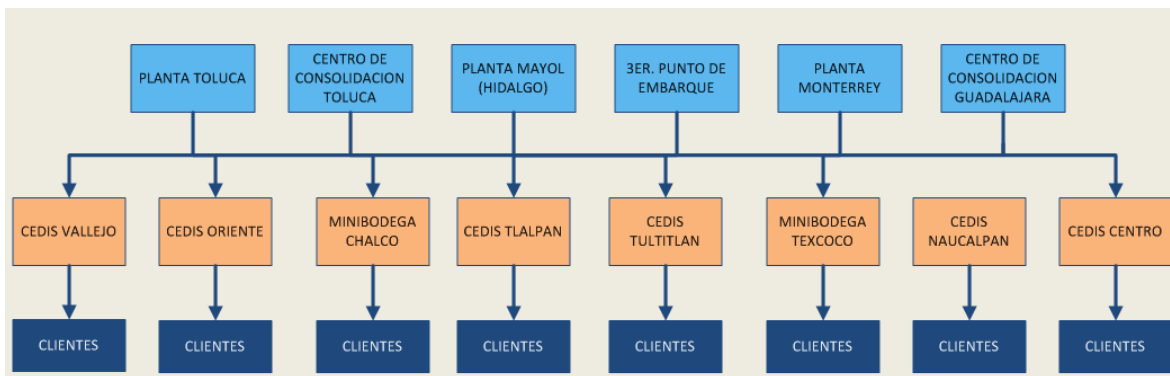 PLANTA TOLUCA
CENTRO DE
CONSOLIDACION
TOLUCA
PLANTA MAYOL
(HIDALGO)
3ER. PUNTO DE
EMBARQUE
PLANTA
MONTERREY
CENTRO DE
CONSOLIDACION
GUADALAJARA
CEDIS VALLEJO
CEDIS ORIENTE
MINIBODEGA
CHALCO
CEDIS TLALPAN
CEDIS
TULTITLAN
MINIBODEGA
TEXCOCO
CEDIS
NAUCALPAN
CEDIS CENTRO
CLIENTES
CLIENTES
CLIENTES
CLIENTES
CLIENTES
CLIENTES
CLIENTES
CLIENTES